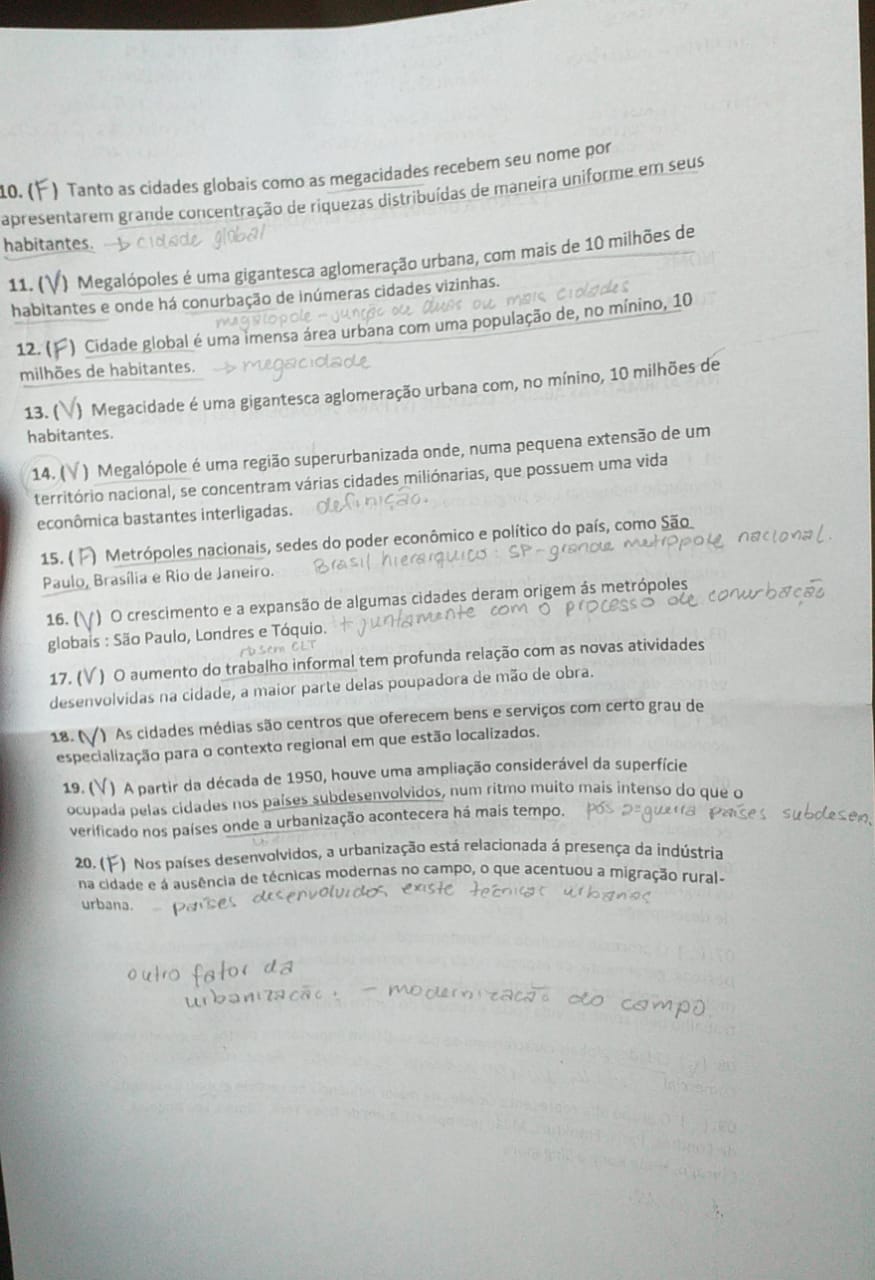 10. (F) Tanto as cidades globais como as megacidades recebem seu nome por
apresentarem grande concentração de riquezas distribuídas de maneira uniforme em seus
habitantes. → cidade global
11. (V) Megalópoles é uma gigantesca aglomeração urbana, com mais de 10 milhões de
habitantes e onde há conurbação de inúmeras cidades vizinhas.
megalopole - junção de duas ou mais cidades
12. (F) Cidade global é uma imensa área urbana com uma população de, no mínino, 10
milhões de habitantes. → megacidade
13. (V) Megacidade é uma gigantesca aglomeração urbana com, no mínino, 10 milhões de
habitantes.
14. (V) Megalópole é uma região superurbanizada onde, numa pequena extensão de um
território nacional, se concentram várias cidades miliónarias, que possuem uma vida
econômica bastantes interligadas. definição.
15. (F) Metrópoles nacionais, sedes do poder econômico e político do país, como São
Paulo, Brasília e Rio de Janeiro. Brasil hierarquico: SP-grande metropole nacional.
16. (V) O crescimento e a expansão de algumas cidades deram origem ás metrópoles
globais : São Paulo, Londres e Tóquio. + juntamente com o processo de conurbação
sem CLT
17. (V) O aumento do trabalho informal tem profunda relação com as novas atividades
desenvolvidas na cidade, a maior parte delas poupadora de mão de obra.
18. (V) As cidades médias são centros que oferecem bens e serviços com certo grau de
especialização para o contexto regional em que estão localizados.
19. (V) A partir da década de 1950, houve uma ampliação considerável da superfície
ocupada pelas cidades nos países subdesenvolvidos, num ritmo muito mais intenso do que o
verificado nos países onde a urbanização acontecera há mais tempo. pós 2ª guerra países subdesen.
20. (F) Nos países desenvolvidos, a urbanização está relacionada á presença da indústria
na cidade e á ausência de técnicas modernas no campo, o que acentuou a migração rural-
urbana. - países desenvolvidos, existe tecnicas urbanas
outro fator da
urbanizacão: - modernização do campo